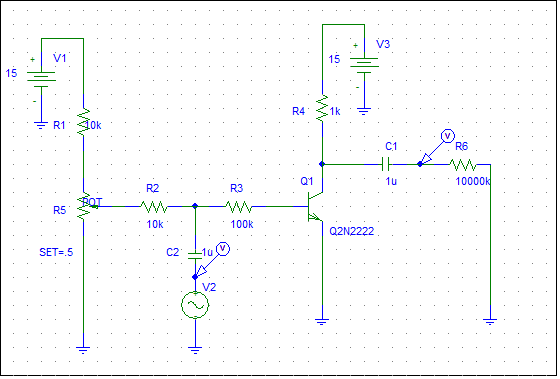 V1
+
15
-
R1
10k
R5
POT
SET=.5
R2
10k
R3
100k
C2
1u
V
V2
V3
+
15
-
R4
1k
Q1
Q2N2222
C1
1u
V
R6
10000k